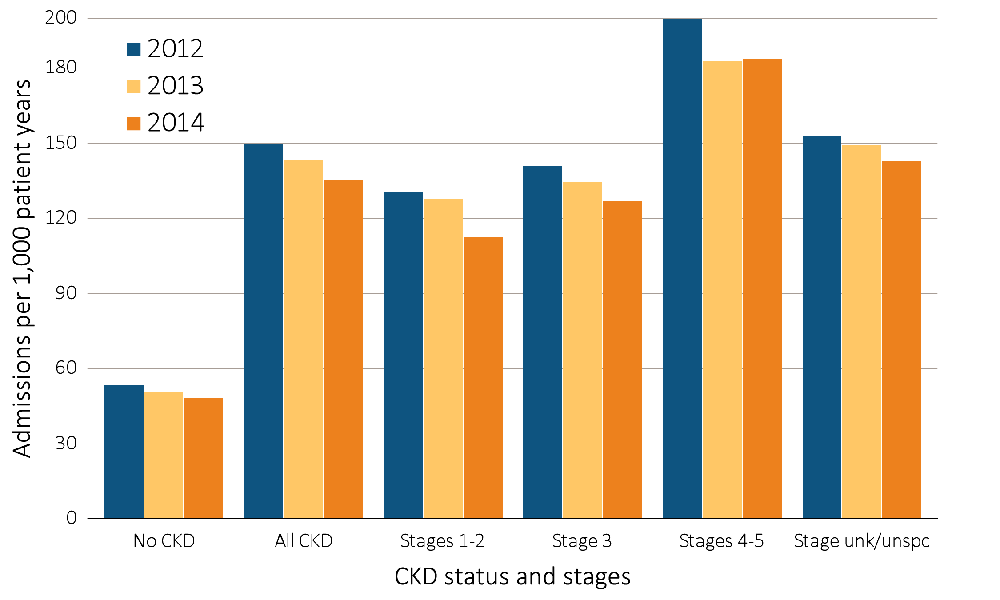 200
180
150
120
90
60
30
0
Admissions per 1,000 patient years
2012
2013
2014
No CKD
All CKD
Stages 1-2
Stage 3
Stages 4-5
Stage unk/unspc
CKD status and stages